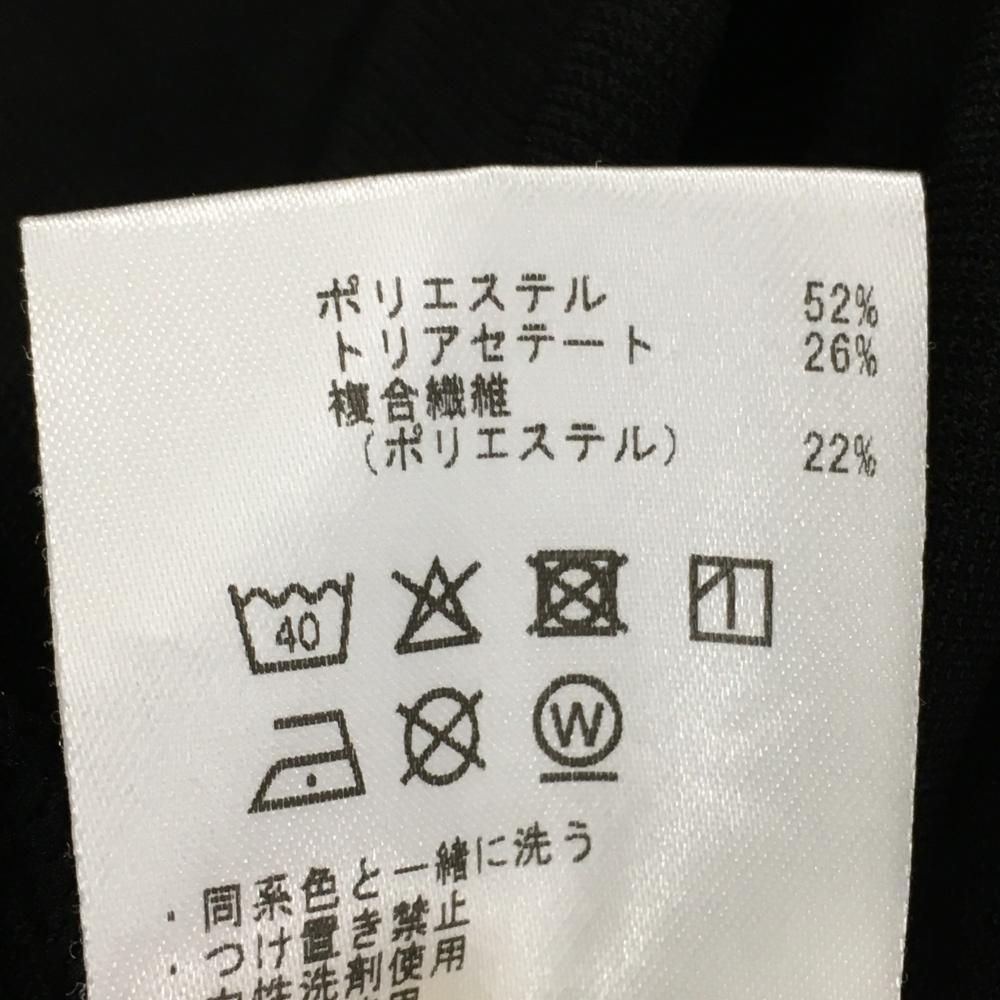 ポリエステル 52%
トリアセテート 26%
複合繊維
(ポリエステル) 22%
40
W
・同系色と一緒に洗う
・つけ置き禁止
性洗剤使用